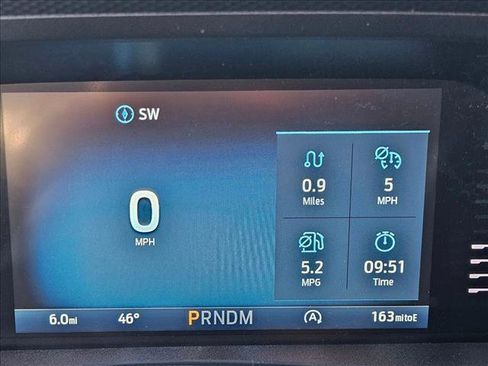 SW
0
MPH
0.9
Miles
5
MPH
5.2
MPG
09:51
Time
6.0mi 46° PRNDM A 163mitoE